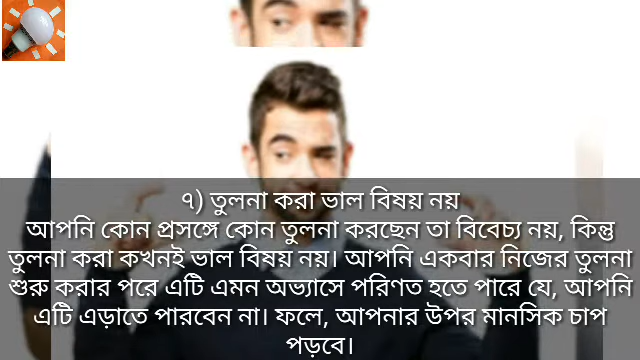 ৭) তুলনা করা ভাল বিষয় নয়
আপনি কোন প্রসঙ্গে কোন তুলনা করছেন তা বিবেচ্য নয়, কিন্তু
তুলনা করা কখনই ভাল বিষয় নয়। আপনি একবার নিজের তুলনা
শুরু করার পরে এটি এমন অভ্যাসে পরিণত হতে পারে যে, আপনি
এটি এড়াতে পারবেন না। ফলে, আপনার উপর মানসিক চাপ
পড়বে।